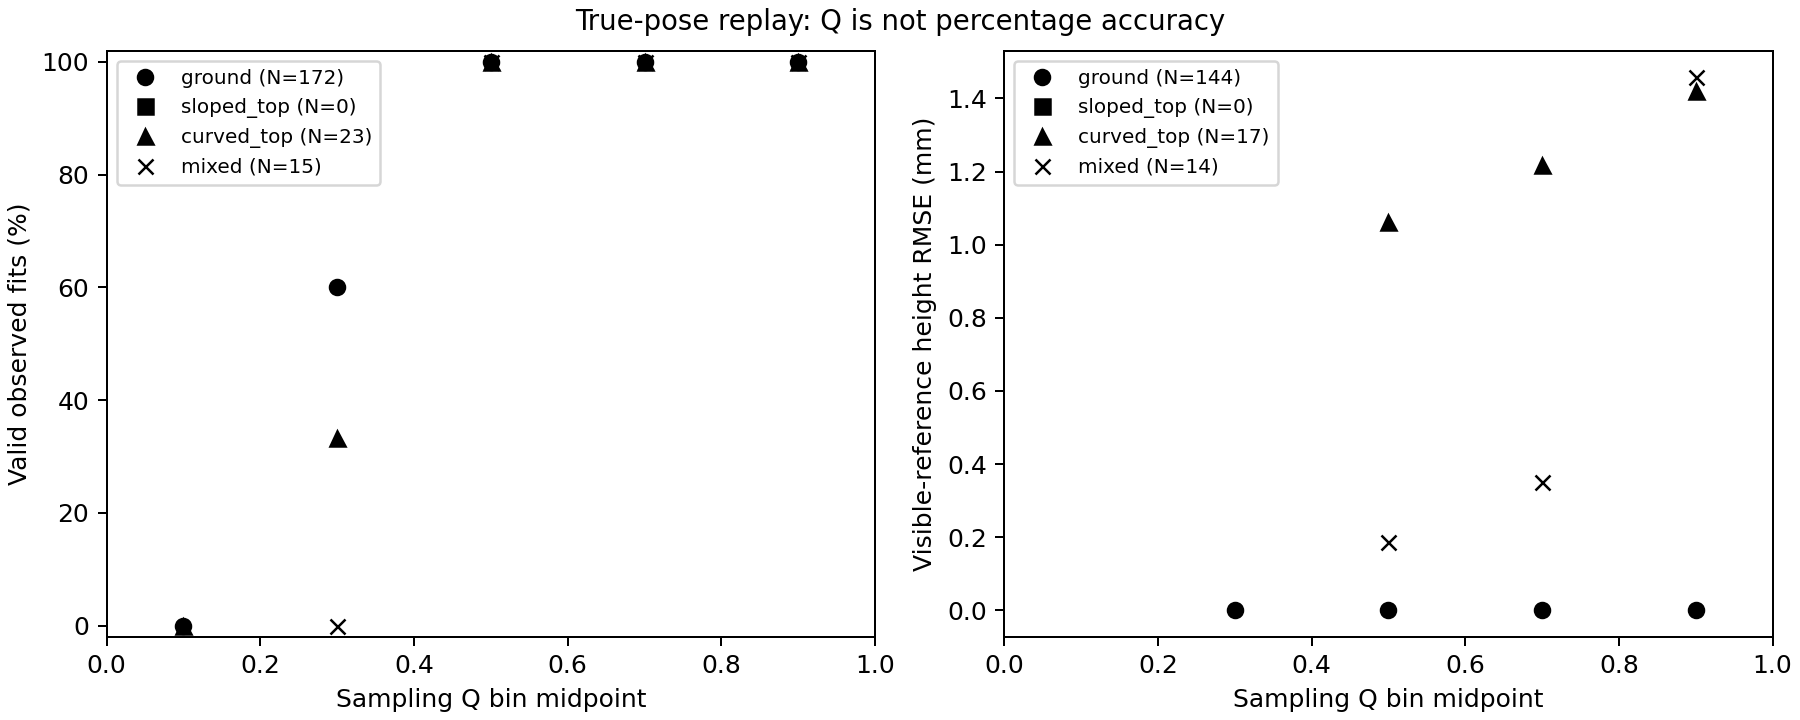 True-pose replay: Q is not percentage accuracy
Valid observed fits (%)
100
80
60
40
20
0
ground (N=172)
sloped_top (N=0)
curved_top (N=23)
mixed (N=15)
0.0 0.2 0.4 0.6 0.8 1.0
Sampling Q bin midpoint
Visible-reference height RMSE (mm)
1.4
1.2
1.0
0.8
0.6
0.4
0.2
0.0
ground (N=144)
sloped_top (N=0)
curved_top (N=17)
mixed (N=14)
0.0 0.2 0.4 0.6 0.8 1.0
Sampling Q bin midpoint